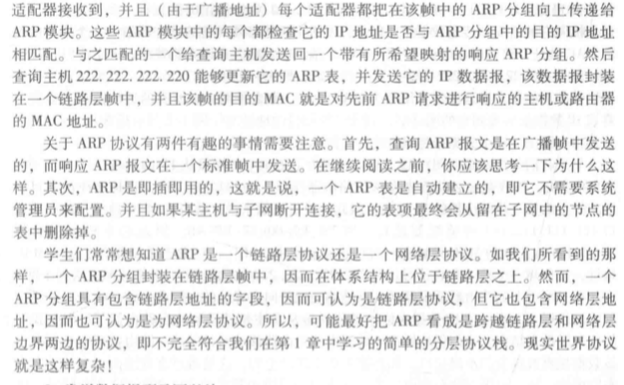 适配器接收到，并且（由于广播地址）每个适配器都把在该帧中的 ARP 分组向上传递给
ARP 模块。这些 ARP 模块中的每个都检查它的 IP 地址是否与 ARP 分组中的目的 IP 地址
相匹配。与之匹配的一个给查询主机发送回一个带有所希望映射的响应 ARP 分组。然后
查询主机 222. 222. 222. 220 能够更新它的 ARP 表，并发送它的 IP 数据报，该数据报封装
在一个链路层帧中，并且该帧的目的 MAC 就是对先前 ARP 请求进行响应的主机或路由器
的 MAC 地址。
关于 ARP 协议有两件有趣的事情需要注意。首先，查询 ARP 报文是在广播帧中发送
的，而响应 ARP 报文在一个标准帧中发送。在继续阅读之前，你应该思考一下为什么这
样。其次，ARP 是即插即用的，这就是说，一个 ARP 表是自动建立的，即它不需要系统
管理员来配置。并且如果某主机与子网断开连接，它的表项最终会从留在子网中的节点的
表中删除掉。
学生们常常想知道 ARP 是一个链路层协议还是一个网络层协议。如我们所看到的那
样，一个 ARP 分组封装在链路层帧中，因而在体系结构上位于链路层之上。然而，一个
ARP 分组具有包含链路层地址的字段，因而可认为是链路层协议，但它也包含网络层地
址，因而也可认为是为网络层协议。所以，可能最好把 ARP 看成是跨越链路层和网络层
边界两边的协议，即不完全符合我们在第 1 章中学习的简单的分层协议栈。现实世界协议
就是这样复杂！